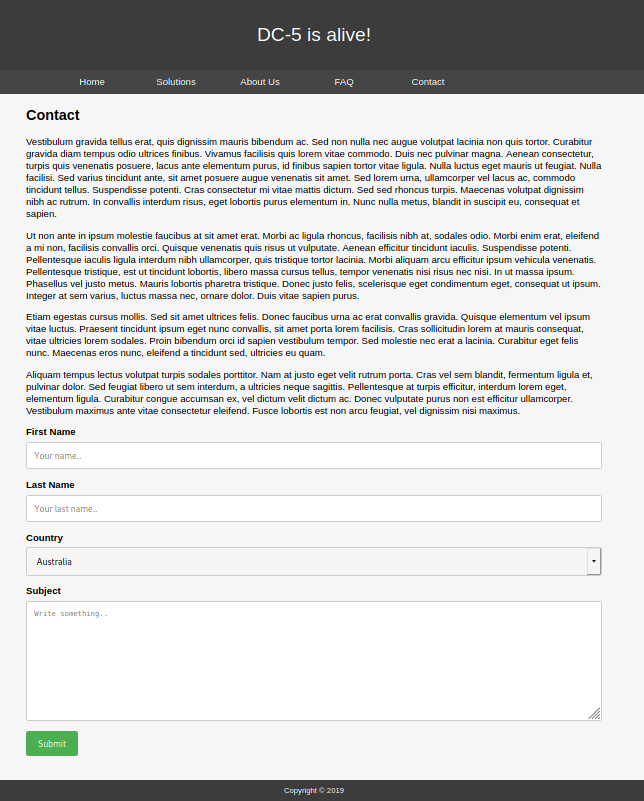 DC-5 is alive!
Home Solutions About Us FAQ Contact
Contact
Vestibulum gravida tellus erat, quis dignissim mauris bibendum ac. Sed non nulla nec augue volutpat lacinia non quis tortor. Curabitur
gravida diam tempus odio ultrices finibus. Vivamus facilisis quis lorem vitae commodo. Duis nec pulvinar magna. Aenean consectetur,
turpis quis venenatis posuere, lacus ante elementum purus, id finibus sapien tortor vitae ligula. Nulla luctus eget mauris ut feugiat. Nulla
facilisi. Sed varius tincidunt ante, sit amet posuere augue venenatis sit amet. Sed lorem urna, ullamcorper vel lacus ac, commodo
tincidunt tellus. Suspendisse potenti. Cras consectetur mi vitae mattis dictum. Sed sed rhoncus turpis. Maecenas volutpat dignissim
nibh ac rutrum. In convallis interdum risus, eget lobortis purus elementum in. Nunc nulla metus, blandit in suscipit eu, consequat et
sapien.
Ut non ante in ipsum molestie faucibus at sit amet erat. Morbi ac ligula rhoncus, facilisis nibh at, sodales odio. Morbi enim erat, eleifend
a mi non, facilisis convallis orci. Quisque venenatis quis risus ut vulputate. Aenean efficitur tincidunt iaculis. Suspendisse potenti.
Pellentesque iaculis ligula interdum nibh ullamcorper, quis tristique tortor lacinia. Morbi aliquam arcu efficitur ipsum vehicula venenatis.
Pellentesque tristique, est ut tincidunt lobortis, libero massa cursus tellus, tempor venenatis nisi risus nec nisi. In ut massa ipsum.
Phasellus vel justo metus. Mauris lobortis pharetra tristique. Donec justo felis, scelerisque eget condimentum eget, consequat ut ipsum.
Integer at sem varius, luctus massa nec, ornare dolor. Duis vitae sapien purus.
Etiam egestas cursus mollis. Sed sit amet ultrices felis. Donec faucibus urna ac erat convallis gravida. Quisque elementum vel ipsum
vitae luctus. Praesent tincidunt ipsum eget nunc convallis, sit amet porta lorem facilisis. Cras sollicitudin lorem at mauris consequat,
vitae ultricies lorem sodales. Proin bibendum orci id sapien vestibulum tempor. Sed molestie nec erat a lacinia. Curabitur eget felis
nunc. Maecenas eros nunc, eleifend a tincidunt sed, ultricies eu quam.
Aliquam tempus lectus volutpat turpis sodales porttitor. Nam at justo eget velit rutrum porta. Cras vel sem blandit, fermentum ligula et,
pulvinar dolor. Sed feugiat libero ut sem interdum, a ultricies neque sagittis. Pellentesque at turpis efficitur, interdum lorem eget,
elementum ligula. Curabitur congue accumsan ex, vel dictum velit dictum ac. Donec vulputate purus non est efficitur ullamcorper.
Vestibulum maximus ante vitae consectetur eleifend. Fusce lobortis est non arcu feugiat, vel dignissim nisi maximus.
First Name
Your name..
Last Name
Your last name..
Country
Australia
Subject
Write something..
Submit
Copyright © 2019